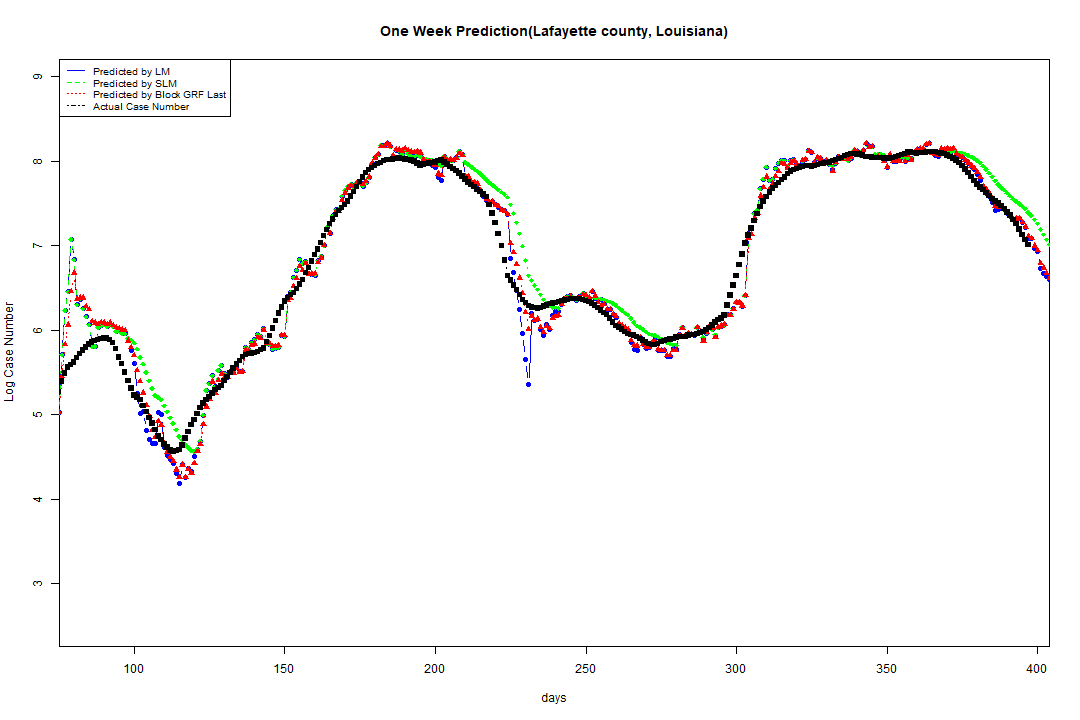 One Week Prediction(Lafayette county, Louisiana)
Predicted by LM
Predicted by SLM
Predicted by Block GRF Last
Actual Case Number
9
8
7
6
5
4
3
Log Case Number
100 150 200 250 300 350 400
days